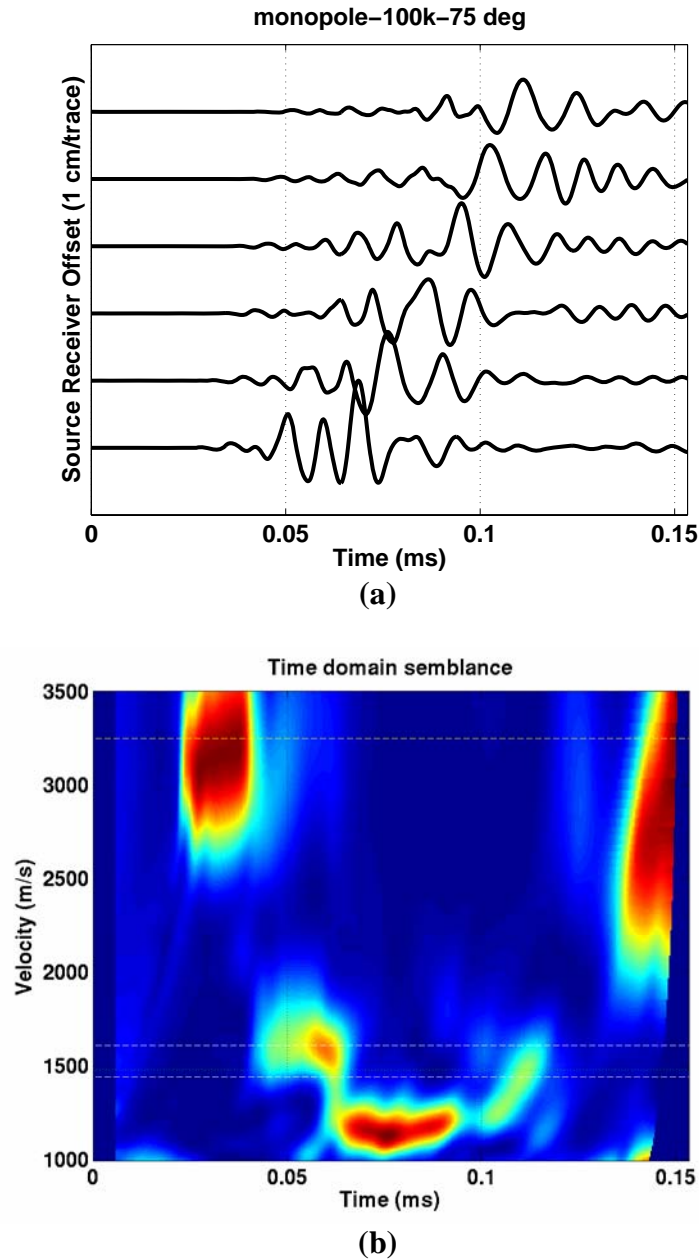 monopole−100k−75 deg
Source Receiver Offset (1 cm/trace)
0
0.05
0.1
0.15
Time (ms)
(a)
Time domain semblance
Velocity (m/s)
3500
3000
2500
2000
1500
1000
0
0.05
0.1
0.15
Time (ms)
(b)